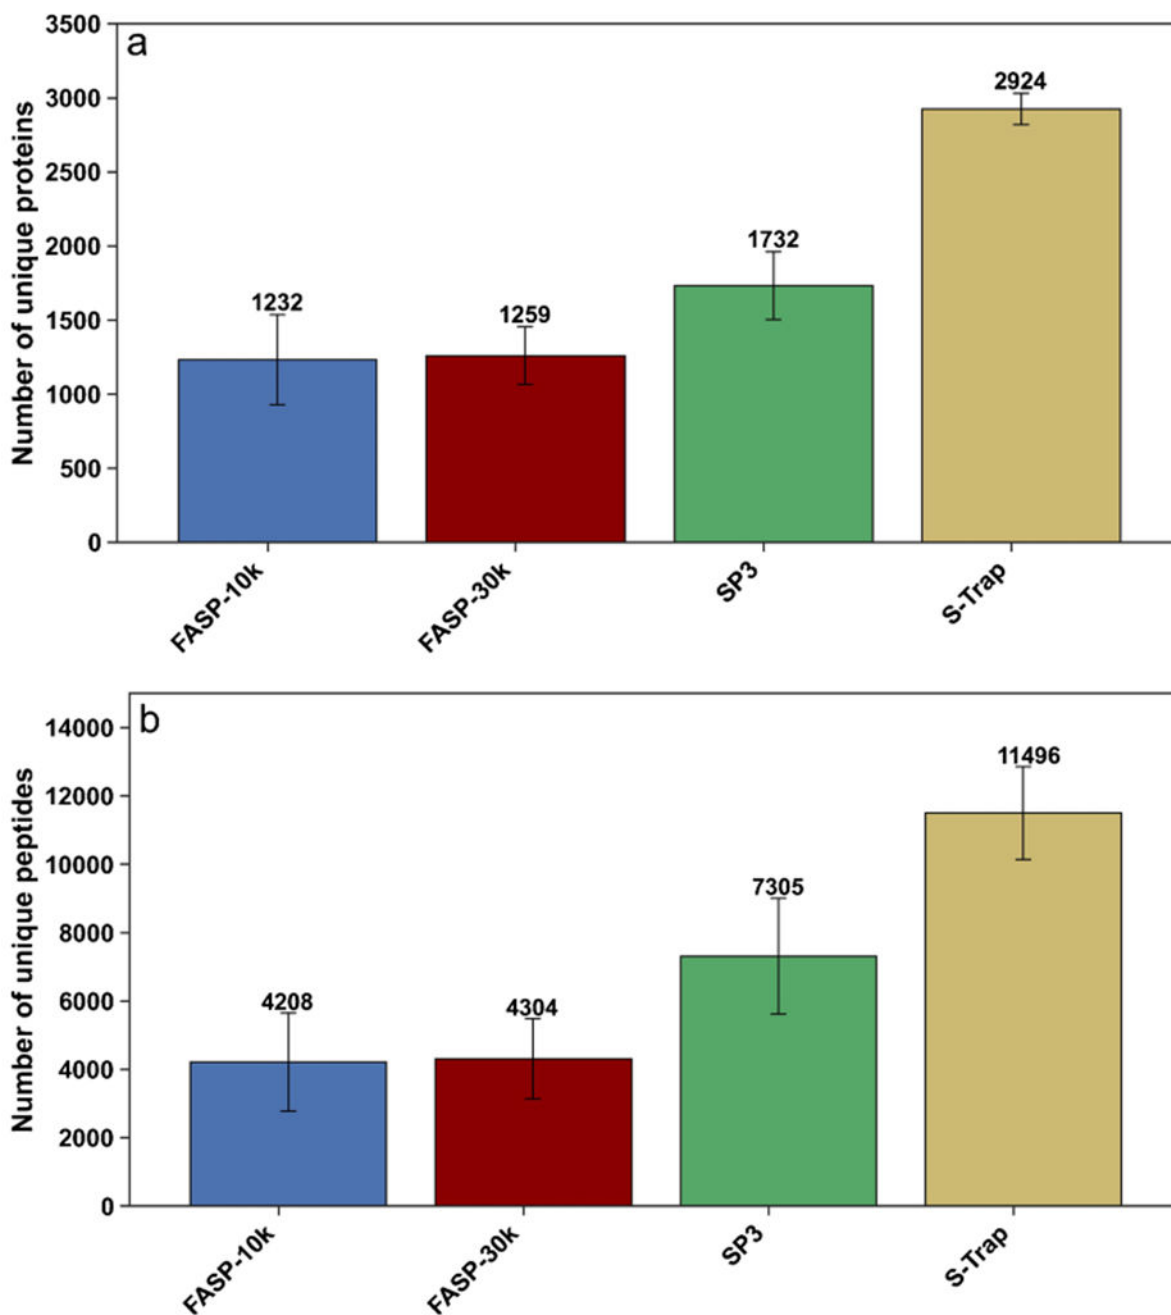 a
Number of unique proteins
3500
3000
2500
2000
1500
1000
500
0
1232
1259
1732
2924
FASP-10k
FASP-30k
SP3
S-Trap
b
Number of unique peptides
14000
12000
10000
8000
6000
4000
2000
0
4208
4304
7305
11496
FASP-10k
FASP-30k
SP3
S-Trap